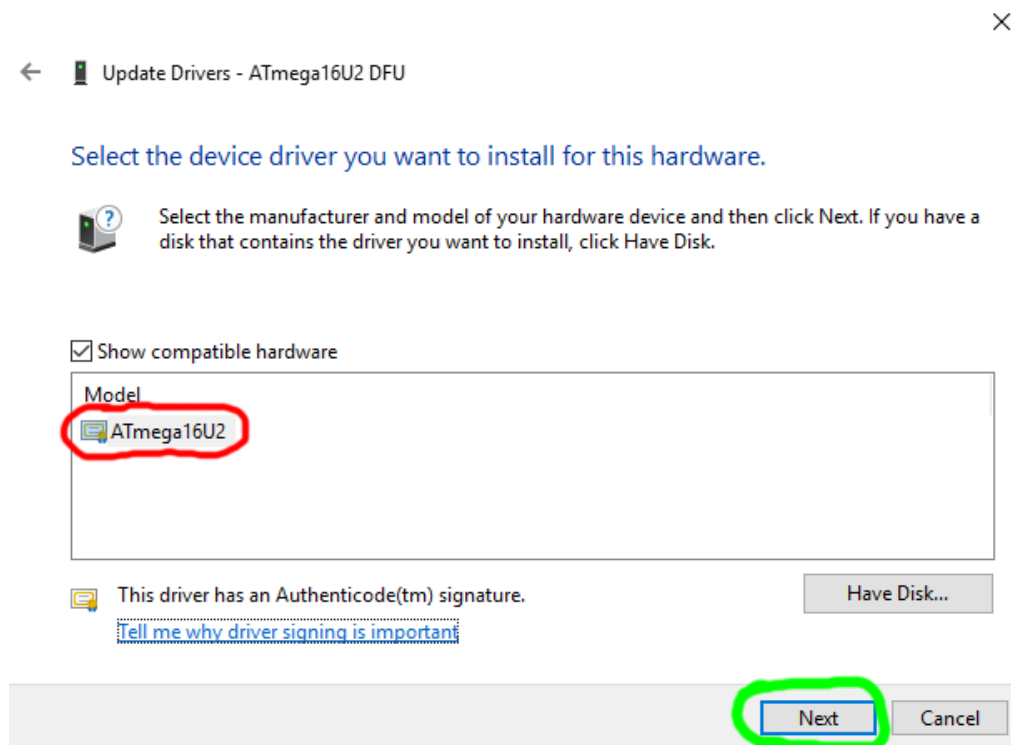 Update Drivers - ATmega16U2 DFU
Select the device driver you want to install for this hardware.
Select the manufacturer and model of your hardware device and then click Next. If you have a
disk that contains the driver you want to install, click Have Disk.
Show compatible hardware
Model
ATmega16U2
This driver has an Authenticode(tm) signature.
Have Disk...
Tell me why driver signing is important
Next
Cancel